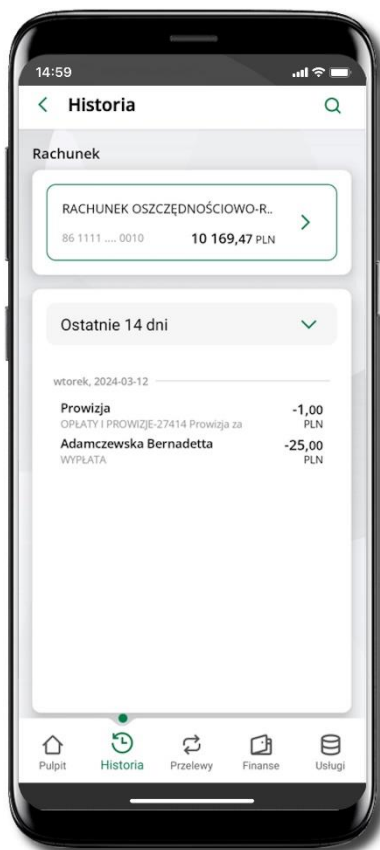 14:59
Historia
Rachunek
RACHUNEK OSZCZĘDNOŚCIOWO-R..
86 1111 .... 0010 10 169,47 PLN
Ostatnie 14 dni
wtorek, 2024-03-12
Prowizja -1,00
OPŁATY I PROWIZJE-27414 Prowizja za PLN
Adamczewska Bernadetta -25,00
WYPŁATA PLN
Pulpit Historia Przelewy Finanse Usługi